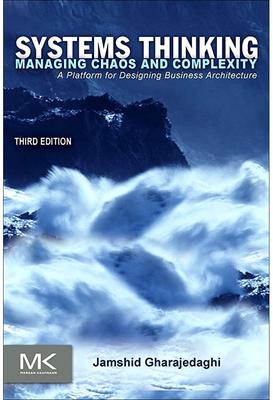 SYSTEMS THINKING
MANAGING CHAOS AND COMPLEXITY
A Platform for Designing Business Architecture
THIRD EDITION
MK
MORGAN KAUFMANN
Jamshid Gharajedaghi